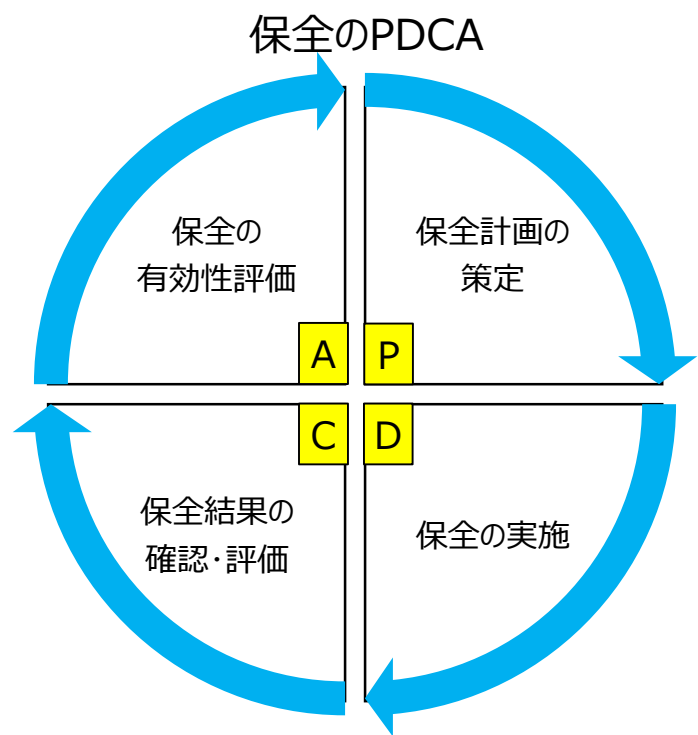 保全のPDCA
保全の
有効性評価
保全計画の
策定
A
P
C
D
保全結果の
確認・評価
保全の実施